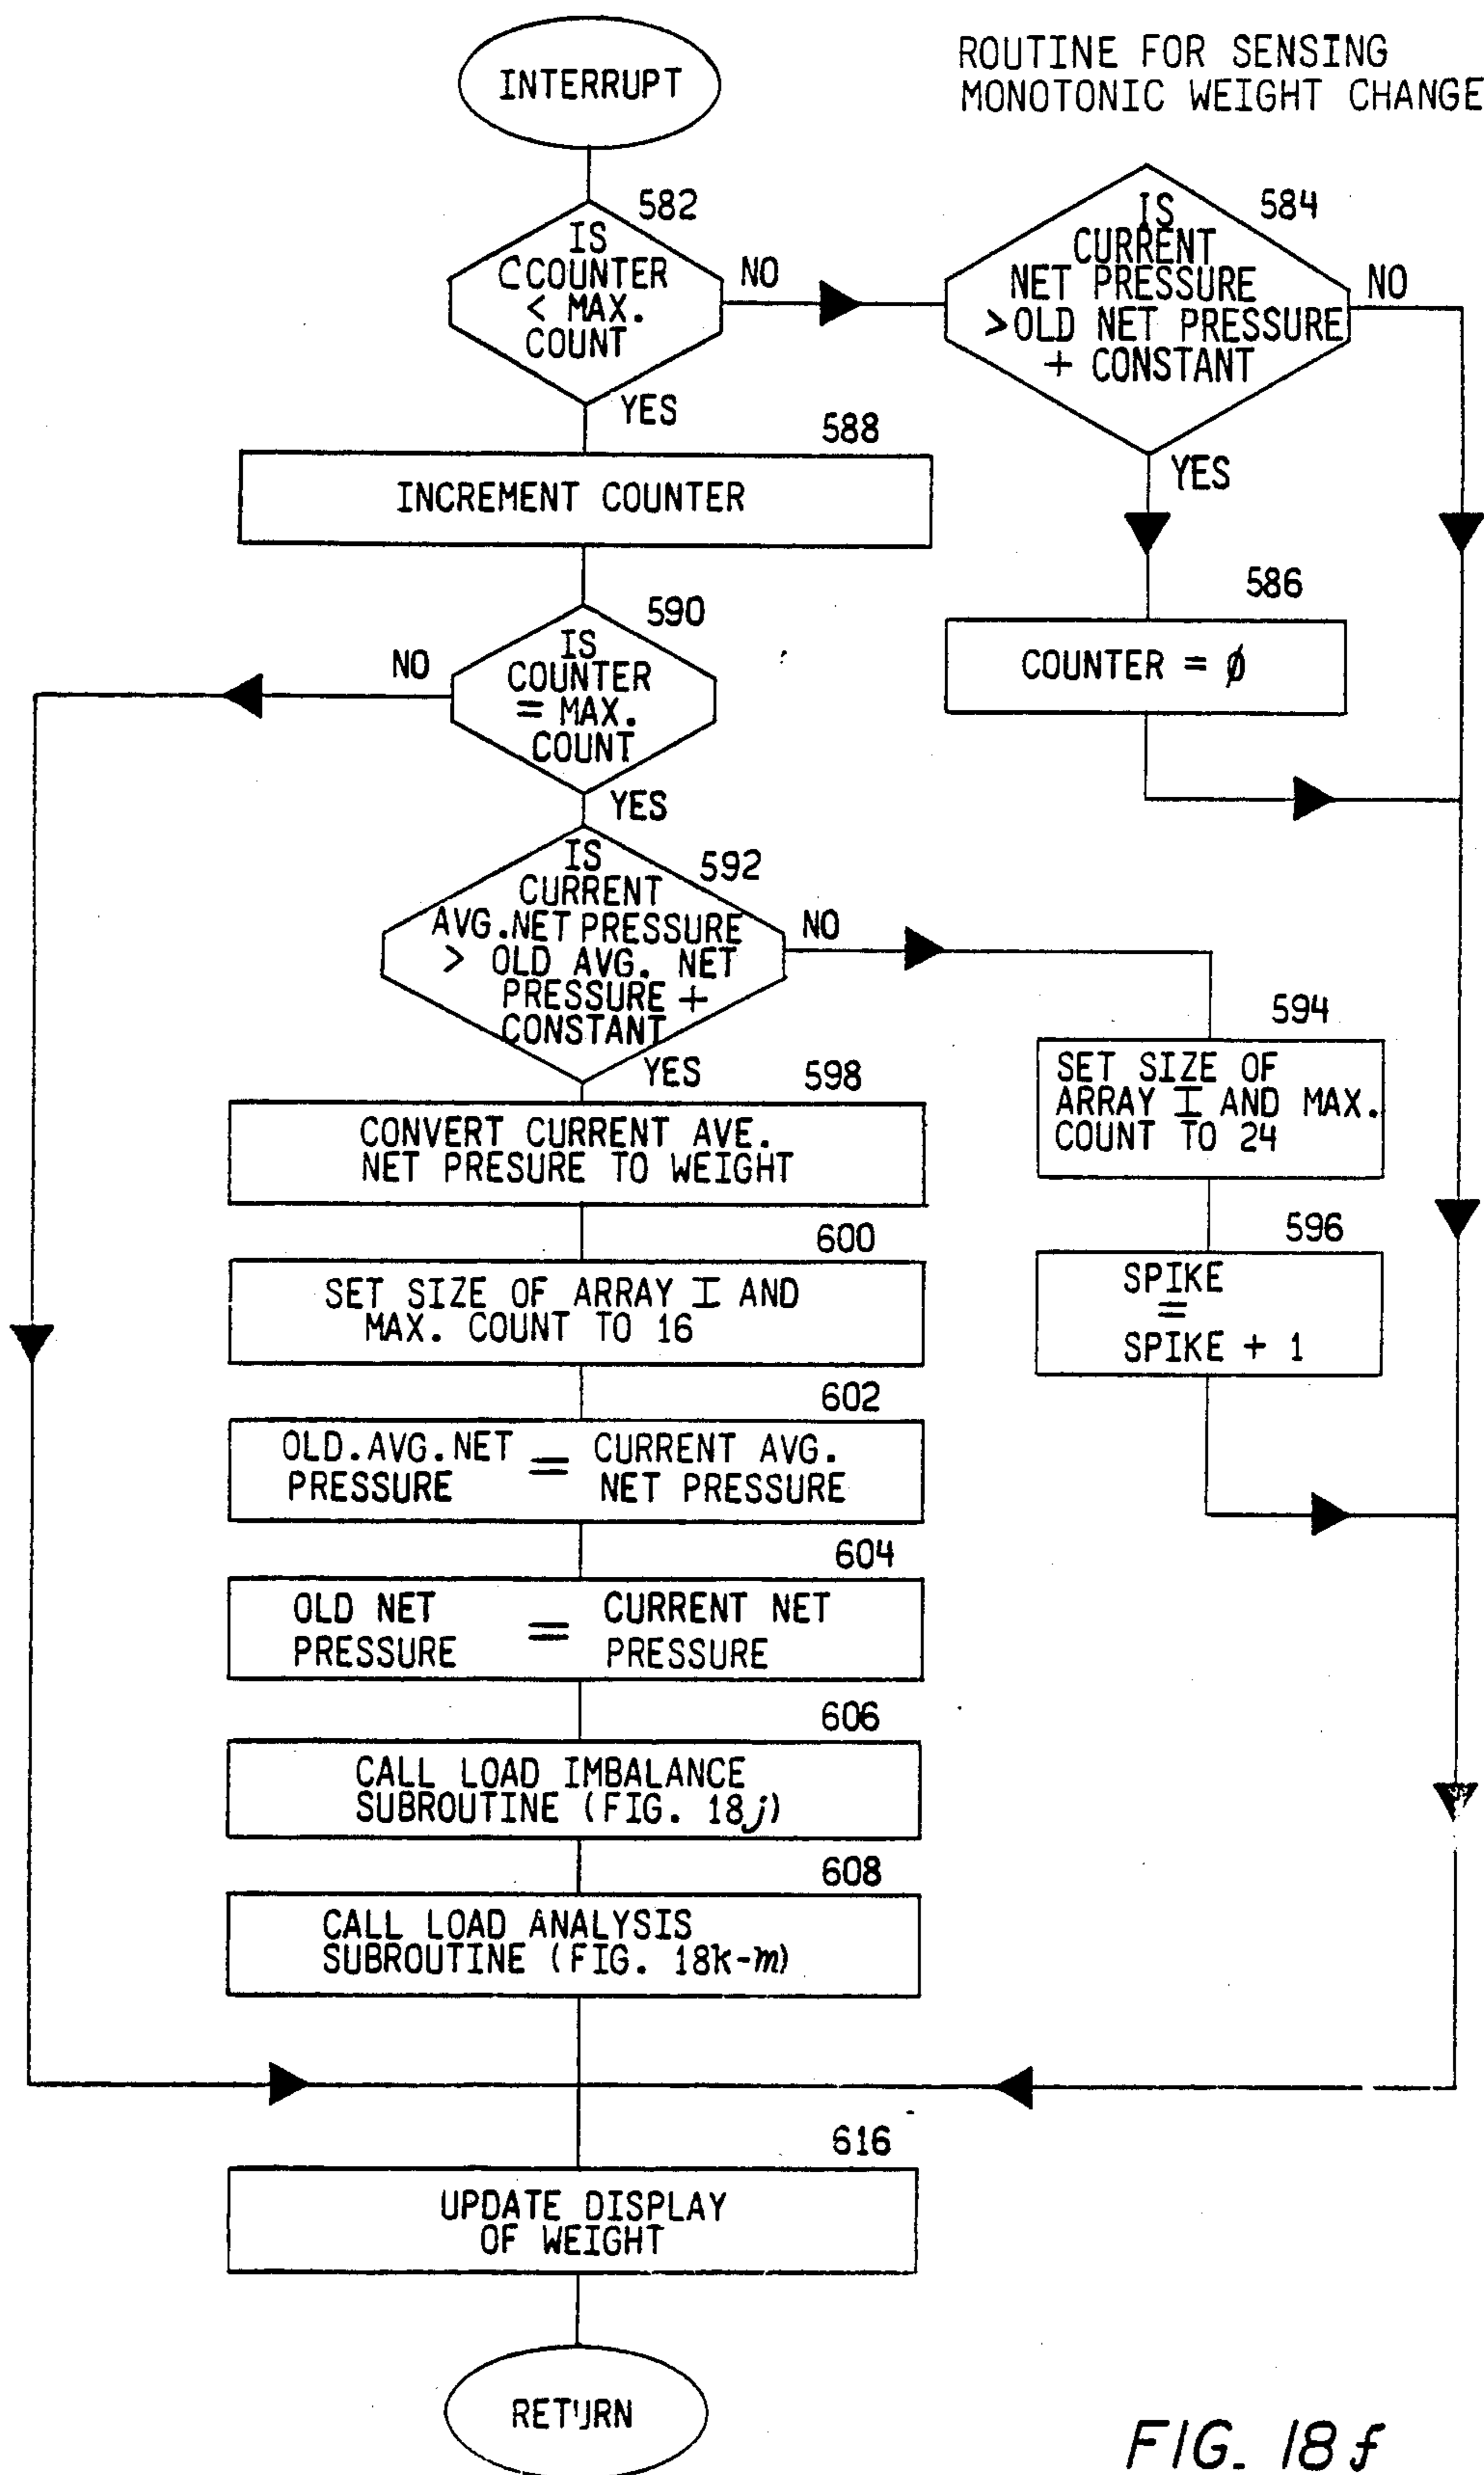 INTERRUPT
ROUTINE FOR SENSING
MONOTONIC WEIGHT CHANGE
582
IS
CCOUNTER
< MAX.
COUNT
NO
YES
584
IS
CURRENT
NET PRESSURE
>OLD NET PRESSURE
+ CONSTANT
NO
YES
588
INCREMENT COUNTER
586
COUNTER = ϕ
590
IS
COUNTER
= MAX.
COUNT
NO
YES
592
IS
CURRENT
AVG.NET PRESSURE
> OLD AVG. NET
PRESSURE +
CONSTANT
NO
YES
594
SET SIZE OF
ARRAY I AND MAX.
COUNT TO 24
596
SPIKE
=
SPIKE + 1
598
CONVERT CURRENT AVE.
NET PRESURE TO WEIGHT
600
SET SIZE OF ARRAY I AND
MAX. COUNT TO 16
602
OLD.AVG.NET = CURRENT AVG.
PRESSURE NET PRESSURE
604
OLD NET = CURRENT NET
PRESSURE PRESSURE
606
CALL LOAD IMBALANCE
SUBROUTINE (FIG. 18j)
608
CALL LOAD ANALYSIS
SUBROUTINE (FIG. 18k-m)
616
UPDATE DISPLAY
OF WEIGHT
RETURN
FIG. 18f